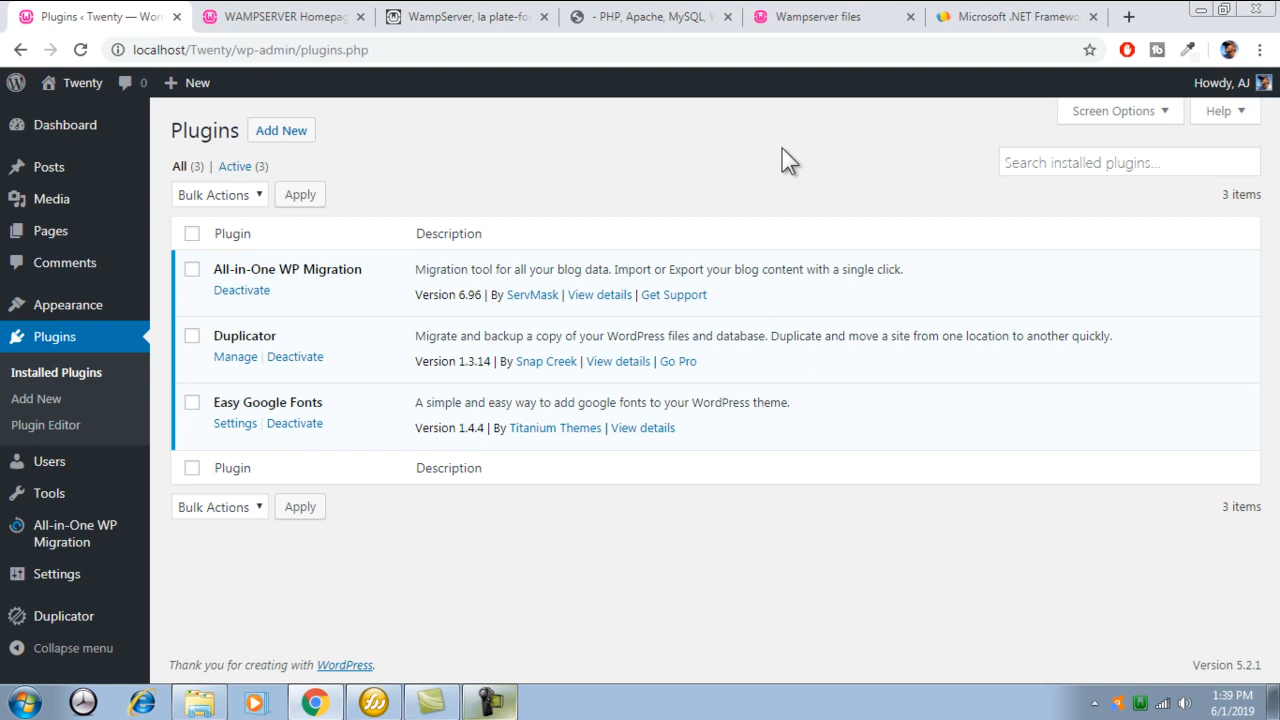 Plugins ‹ Twenty — Wor
WAMPSERVER Homepag
WampServer, la plate-for
- PHP, Apache, MySQL, W
Wampserver files
Microsoft .NET Framewo
localhost/Twenty/wp-admin/plugins.php
Twenty
0
New
Howdy, AJ
Dashboard
Posts
Media
Pages
Comments
Appearance
Plugins
Installed Plugins
Add New
Plugin Editor
Users
Tools
All-in-One WP
Migration
Settings
Duplicator
Collapse menu
Screen Options
Help
Plugins
Add New
All (3) | Active (3)
Search installed plugins...
Bulk Actions
Apply
3 items
Plugin
Description
All-in-One WP Migration
Migration tool for all your blog data. Import or Export your blog content with a single click.
Deactivate
Version 6.96 | By ServMask | View details | Get Support
Duplicator
Migrate and backup a copy of your WordPress files and database. Duplicate and move a site from one location to another quickly.
Manage | Deactivate
Version 1.3.14 | By Snap Creek | View details | Go Pro
Easy Google Fonts
A simple and easy way to add google fonts to your WordPress theme.
Settings | Deactivate
Version 1.4.4 | By Titanium Themes | View details
Plugin
Description
Bulk Actions
Apply
3 items
Thank you for creating with WordPress.
Version 5.2.1
1:39 PM
6/1/2019